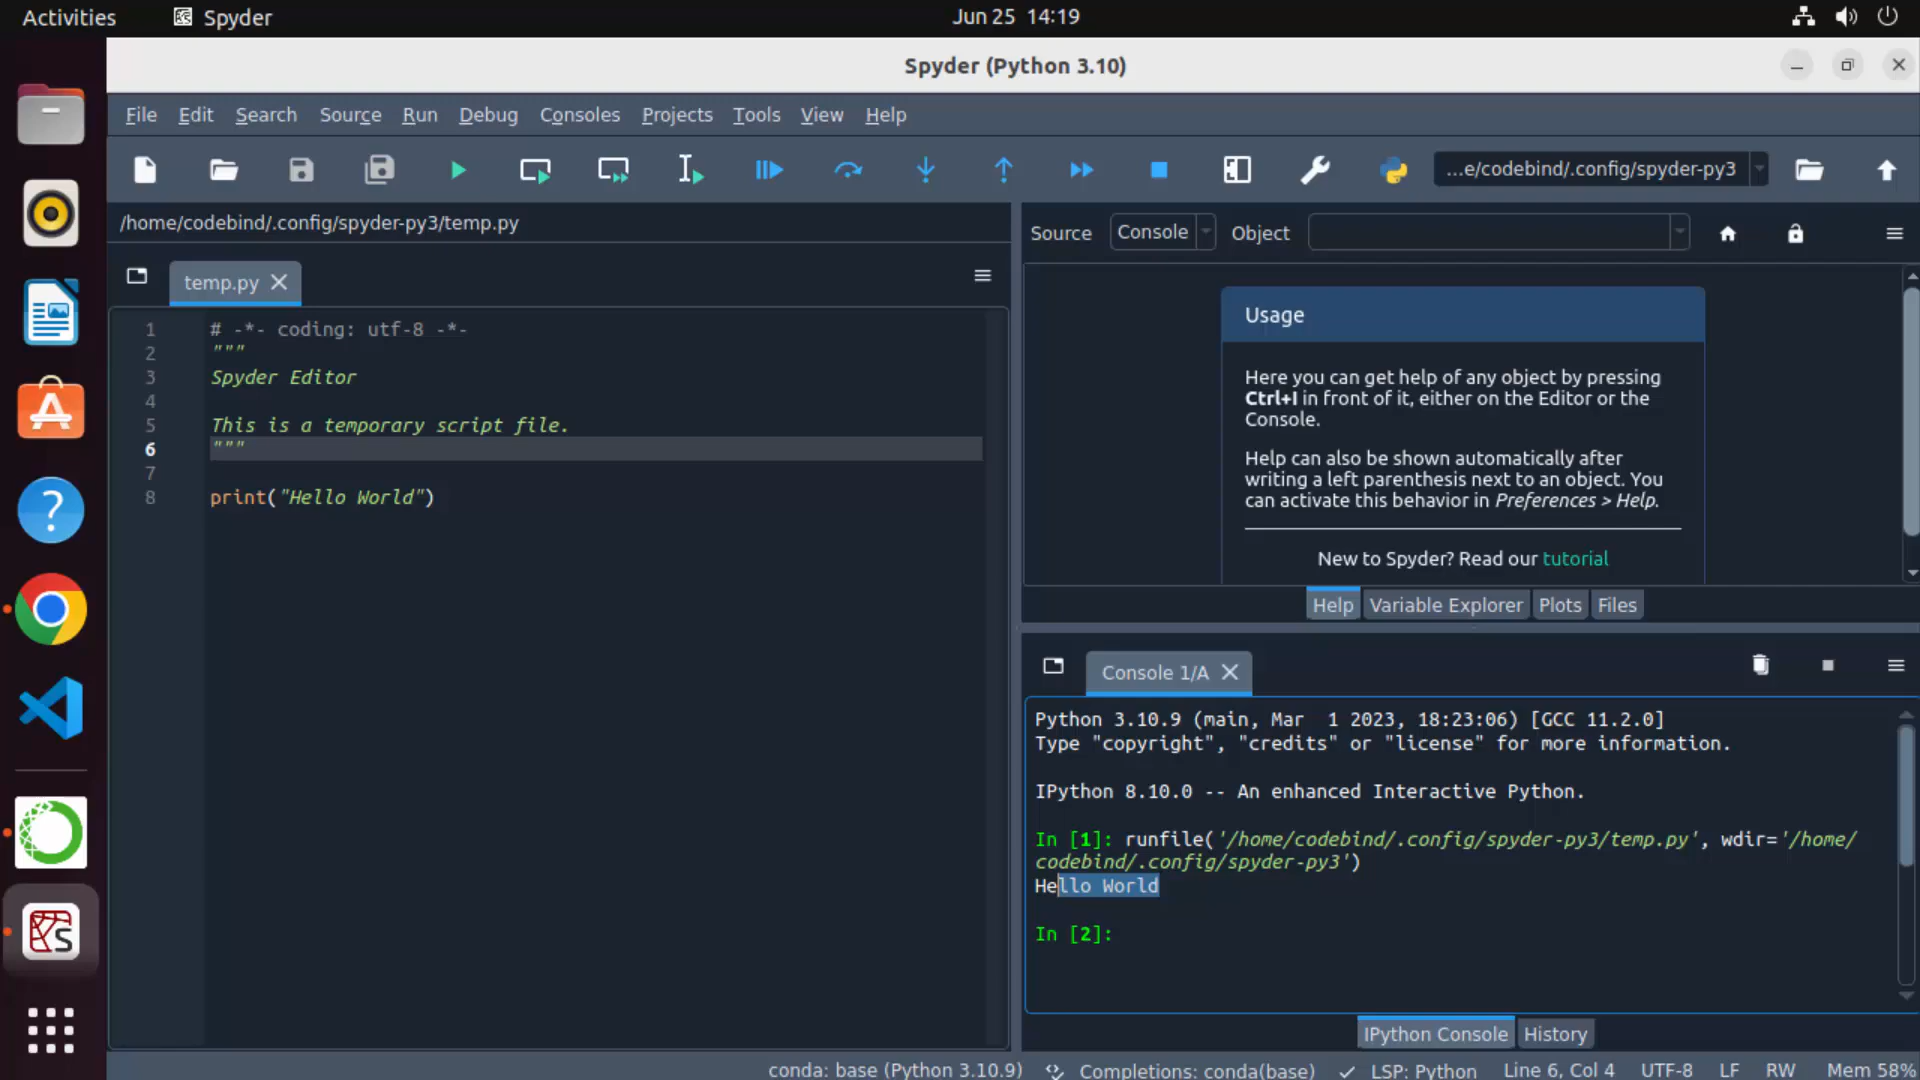 Activities
Spyder
Jun 25 14:19
Spyder (Python 3.10)
File Edit Search Source Run Debug Consoles Projects Tools View Help
...e/codebind/.config/spyder-py3
/home/codebind/.config/spyder-py3/temp.py
temp.py
1 # -*- coding: utf-8 -*-
2 """
3 Spyder Editor
4
5 This is a temporary script file.
6 """
7
8 print("Hello World")
Source Console Object
Usage
Here you can get help of any object by pressing
Ctrl+I in front of it, either on the Editor or the
Console.
Help can also be shown automatically after
writing a left parenthesis next to an object. You
can activate this behavior in Preferences > Help.
New to Spyder? Read our tutorial
Help Variable Explorer Plots Files
Console 1/A
Python 3.10.9 (main, Mar  1 2023, 18:23:06) [GCC 11.2.0]
Type "copyright", "credits" or "license" for more information.
IPython 8.10.0 -- An enhanced Interactive Python.
In [1]: runfile('/home/codebind/.config/spyder-py3/temp.py', wdir='/home/
codebind/.config/spyder-py3')
Hello World
In [2]:
IPython Console History
conda: base (Python 3.10.9) Completions: conda(base) LSP: Python Line 6, Col 4 UTF-8 LF RW Mem 58%